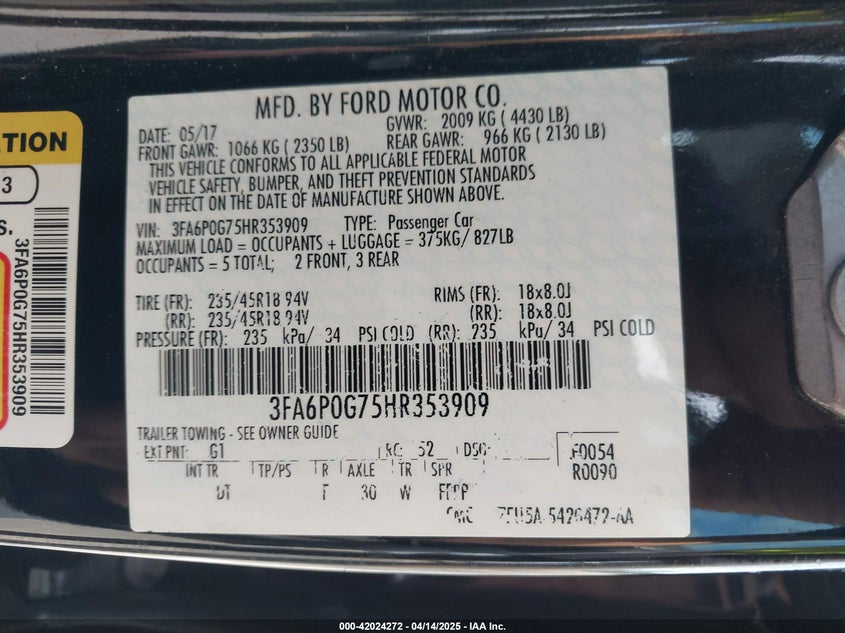 TION
3
S.
3FA6P0G75HR353909
MFD. BY FORD MOTOR CO.
DATE: 05/17 GVWR: 2009 KG ( 4430 LB)
FRONT GAWR: 1066 KG ( 2350 LB) REAR GAWR: 966 KG ( 2130 LB)
THIS VEHICLE CONFORMS TO ALL APPLICABLE FEDERAL MOTOR
VEHICLE SAFETY, BUMPER, AND THEFT PREVENTION STANDARDS
IN EFFECT ON THE DATE OF MANUFACTURE SHOWN ABOVE.
VIN: 3FA6P0G75HR353909 TYPE: Passenger Car
MAXIMUM LOAD = OCCUPANTS + LUGGAGE = 375KG/ 827LB
OCCUPANTS = 5 TOTAL; 2 FRONT, 3 REAR
TIRE (FR): 235/45R18 94V RIMS (FR): 18x8.0J
(RR): 235/45R18 94V (RR): 18x8.0J
PRESSURE (FR): 235 kPa/ 34 PSI COLD (RR): 235 kPa/ 34 PSI COLD
3FA6P0G75HR353909
TRAILER TOWING - SEE OWNER GUIDE
EXT PNT: G1 RC: 52 DSO: F0054
INT TR TP/PS R AXLE TR SPR R0090
30 W
000-42024272 - 04/14/2025 - IAA Inc.